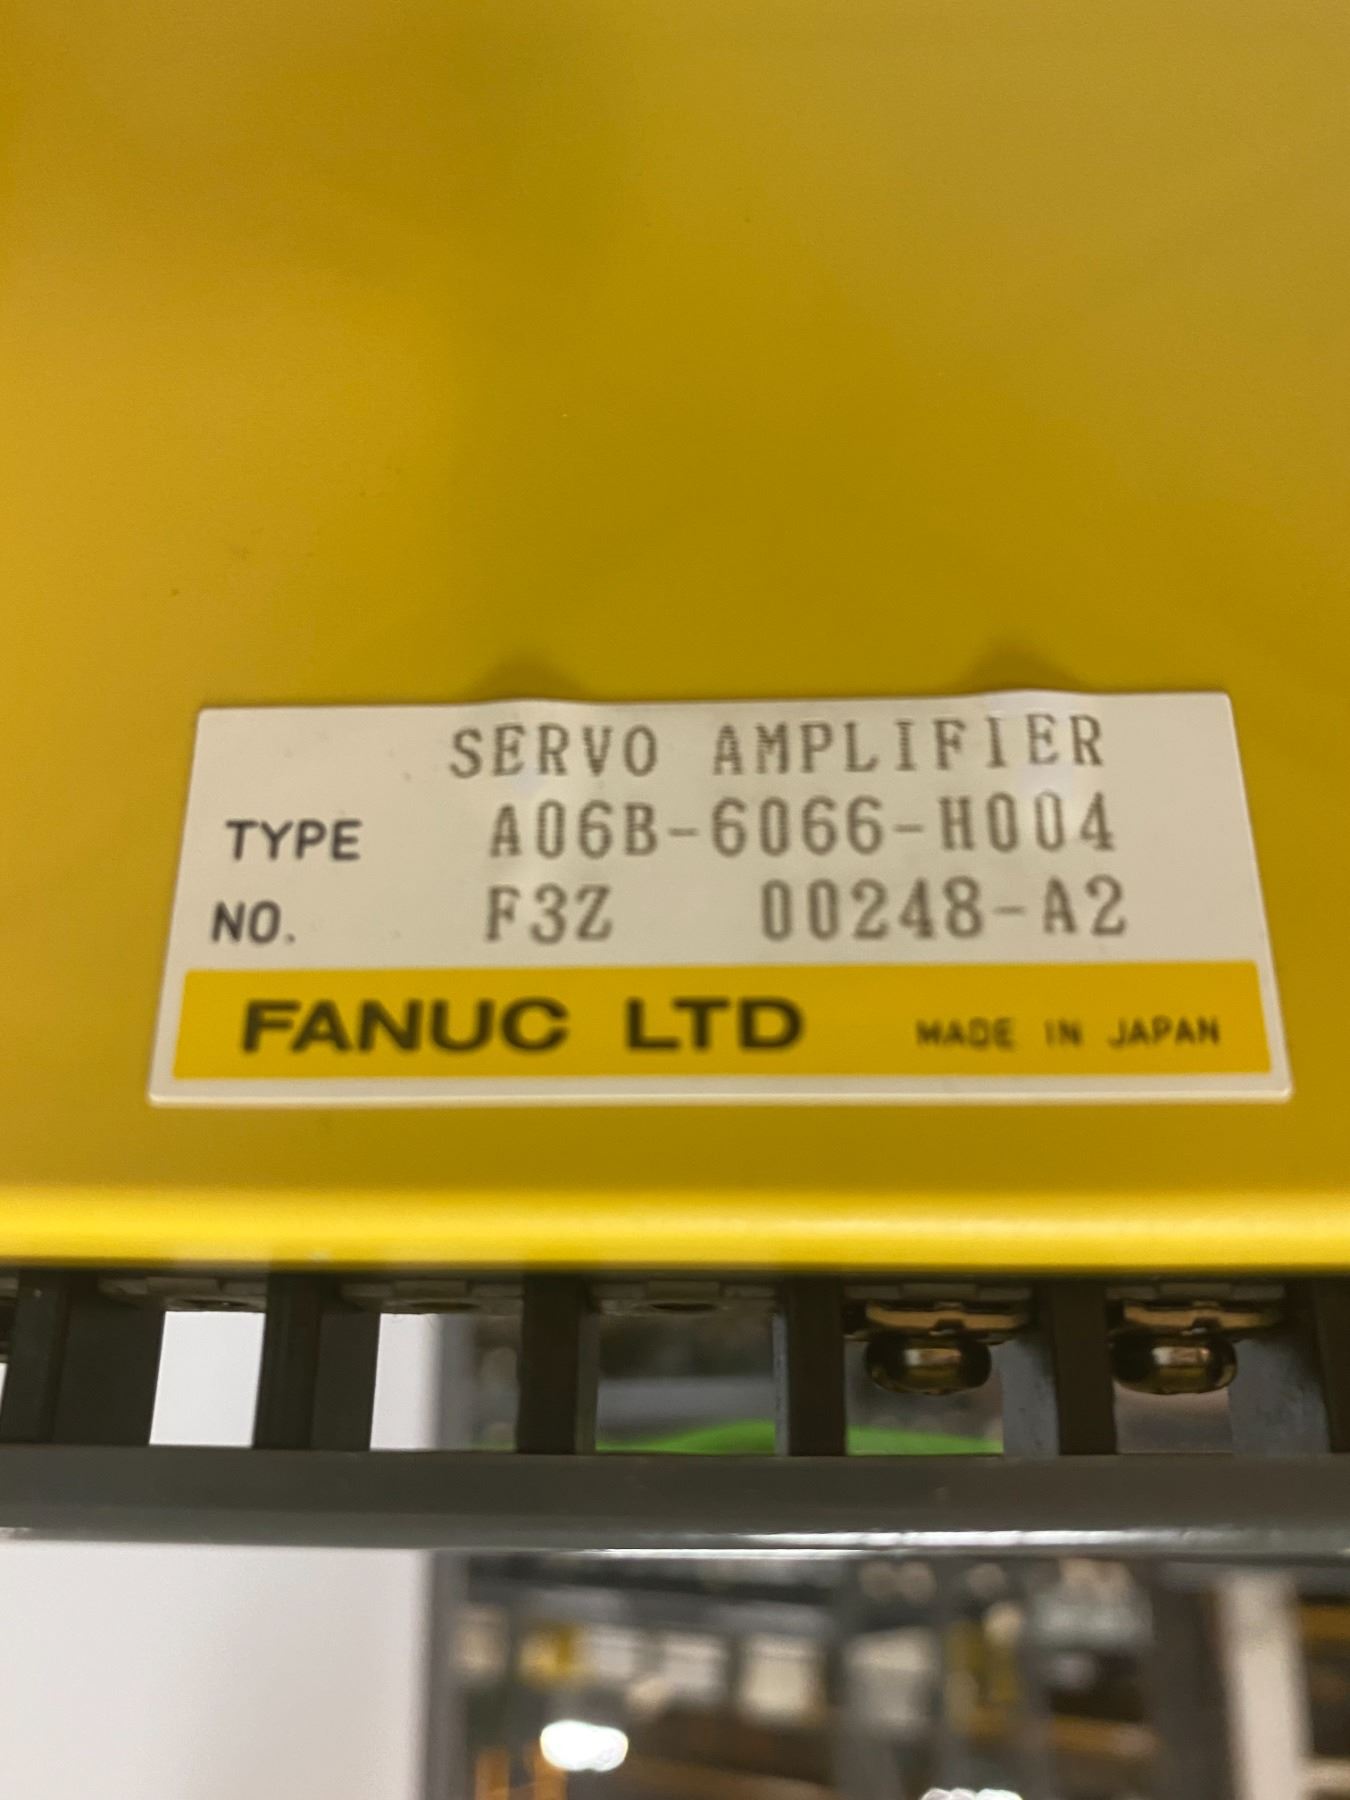 SERVO AMPLIFIER
TYPE A06B-6066-H004
NO. F3Z 00248-A2
FANUC LTD MADE IN JAPAN